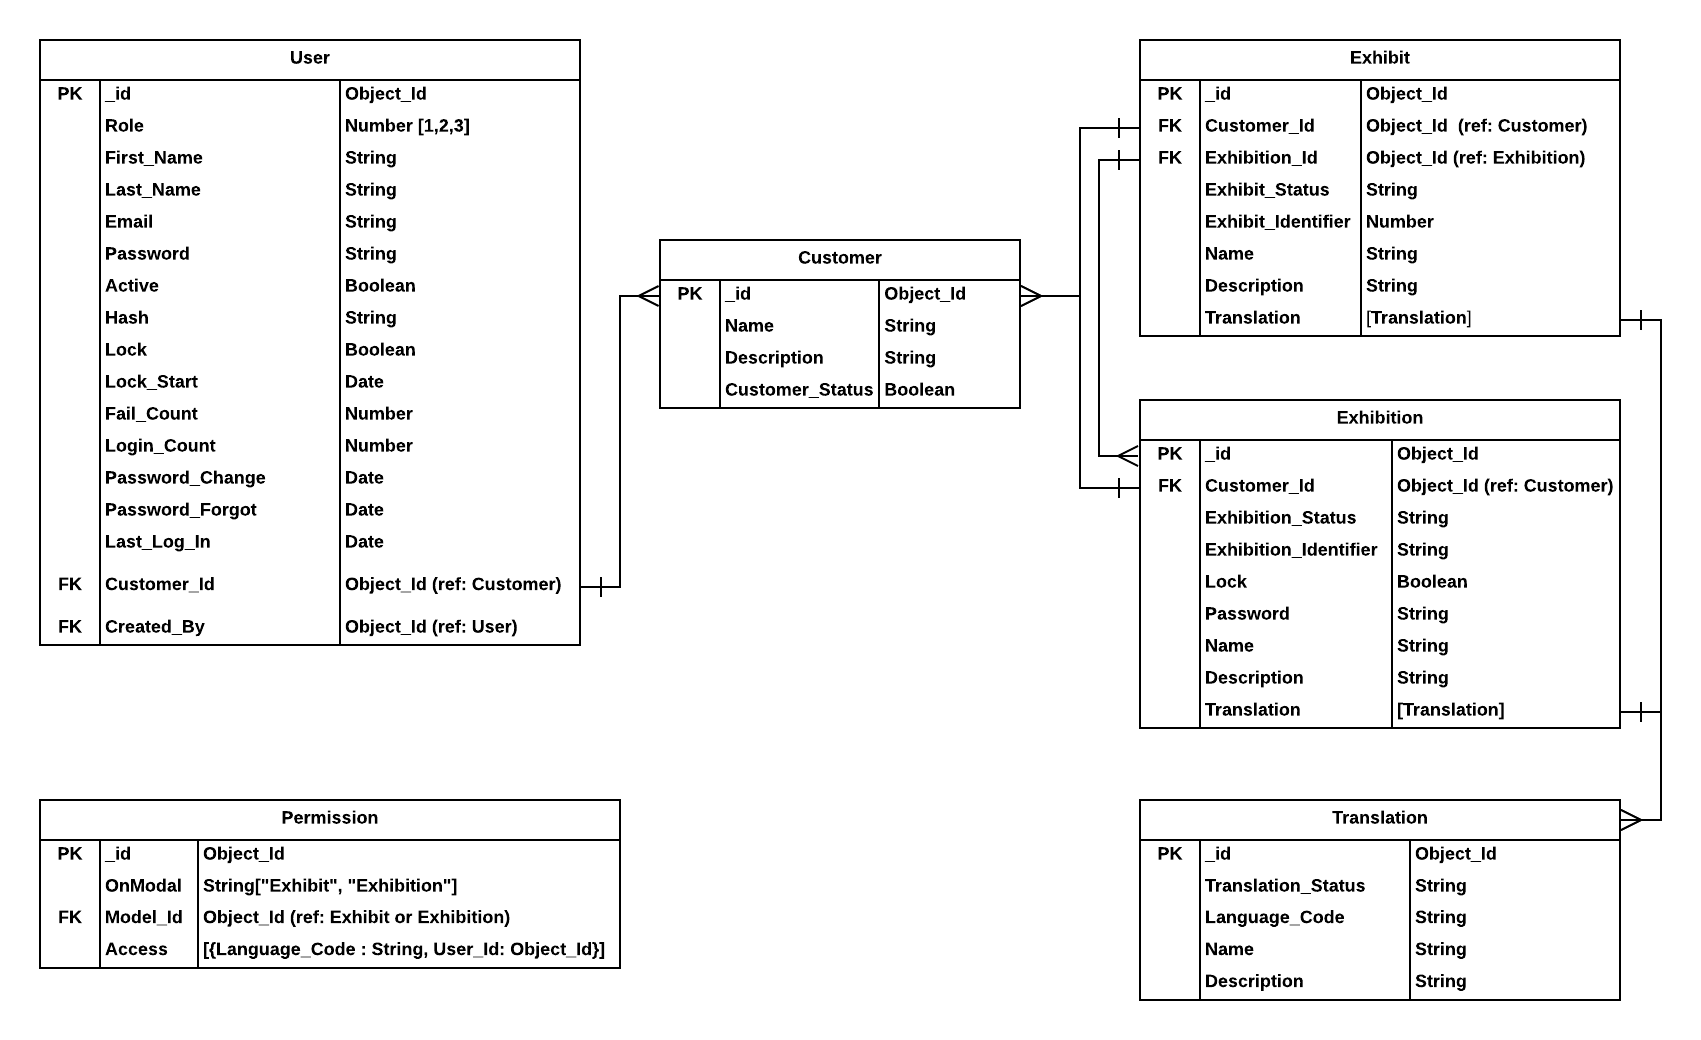 User
PK _id Object_Id
Role Number [1,2,3]
First_Name String
Last_Name String
Email String
Password String
Active Boolean
Hash String
Lock Boolean
Lock_Start Date
Fail_Count Number
Login_Count Number
Password_Change Date
Password_Forgot Date
Last_Log_In Date
FK Customer_Id Object_Id (ref: Customer)
FK Created_By Object_Id (ref: User)
Customer
PK _id Object_Id
Name String
Description String
Customer_Status Boolean
Exhibit
PK _id Object_Id
FK Customer_Id Object_Id (ref: Customer)
FK Exhibition_Id Object_Id (ref: Exhibition)
Exhibit_Status String
Exhibit_Identifier Number
Name String
Description String
Translation [Translation]
Exhibition
PK _id Object_Id
FK Customer_Id Object_Id (ref: Customer)
Exhibition_Status String
Exhibition_Identifier String
Lock Boolean
Password String
Name String
Description String
Translation [Translation]
Permission
PK _id Object_Id
OnModal String["Exhibit", "Exhibition"]
FK Model_Id Object_Id (ref: Exhibit or Exhibition)
Access [{Language_Code : String, User_Id: Object_Id}]
Translation
PK _id Object_Id
Translation_Status String
Language_Code String
Name String
Description String